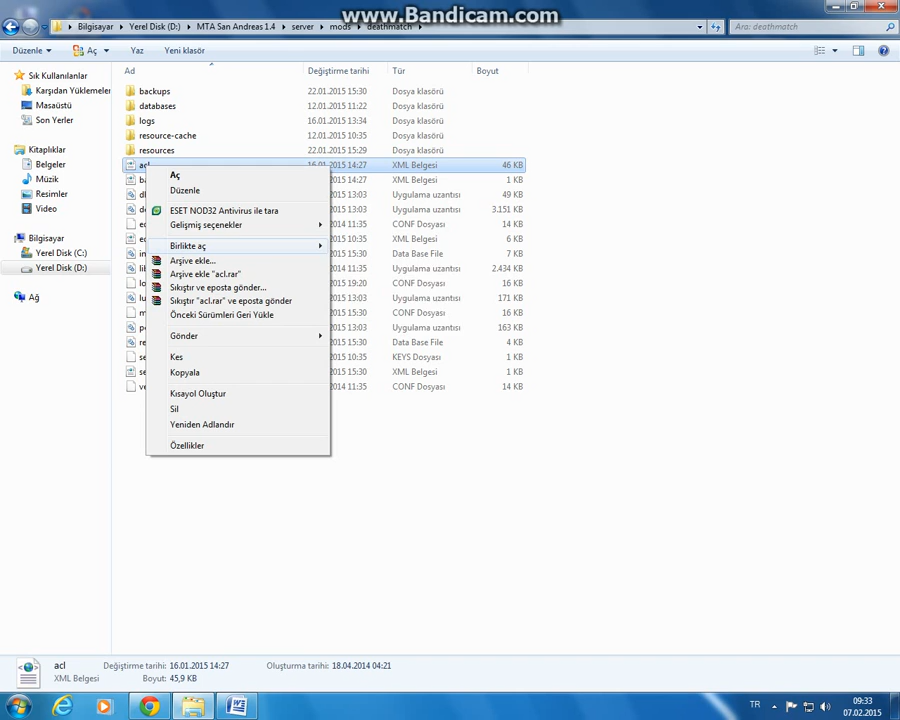 www.Bandicam.com
Bilgisayar Yerel Disk (D:) MTA San Andreas 1.4 server mods deathmatch
Ara: deathmatch
Düzenle Aç Yaz Yeni klasör
Ad Değiştirme tarihi Tür Boyut
Sık Kullanılanlar
Karşıdan Yüklemeler
Masaüstü
Son Yerler
Kitaplıklar
Belgeler
Müzik
Resimler
Video
Bilgisayar
Yerel Disk (C:)
Yerel Disk (D:)
Ağ
backups 22.01.2015 15:30 Dosya klasörü
databases 12.01.2015 11:22 Dosya klasörü
logs 16.01.2015 13:34 Dosya klasörü
resource-cache 12.01.2015 10:35 Dosya klasörü
resources 22.01.2015 15:29 Dosya klasörü
acl 16.01.2015 14:27 XML Belgesi 46 KB
.2015 14:27 XML Belgesi 1 KB
.2015 13:03 Uygulama uzantısı 49 KB
.2015 13:03 Uygulama uzantısı 3.151 KB
.2014 11:35 CONF Dosyası 14 KB
.2015 10:35 XML Belgesi 6 KB
.2015 15:30 Data Base File 7 KB
.2014 11:35 Uygulama uzantısı 2.434 KB
.2015 19:20 CONF Dosyası 16 KB
.2015 13:03 Uygulama uzantısı 171 KB
.2015 15:30 CONF Dosyası 16 KB
.2015 13:03 Uygulama uzantısı 163 KB
.2015 15:30 Data Base File 4 KB
.2015 10:35 KEYS Dosyası 1 KB
.2015 15:30 XML Belgesi 1 KB
.2014 11:35 CONF Dosyası 14 KB
Aç
Düzenle
ESET NOD32 Antivirus ile tara
Gelişmiş seçenekler
Birlikte aç
Arşive ekle...
Arşive ekle "acl.rar"
Sıkıştır ve eposta gönder...
Sıkıştır "acl.rar" ve eposta gönder
Önceki Sürümleri Geri Yükle
Gönder
Kes
Kopyala
Kısayol Oluştur
Sil
Yeniden Adlandır
Özellikler
acl Değiştirme tarihi: 16.01.2015 14:27 Oluşturma tarihi: 18.04.2014 04:21
XML Belgesi Boyut: 45,9 KB
TR
09:33
07.02.2015